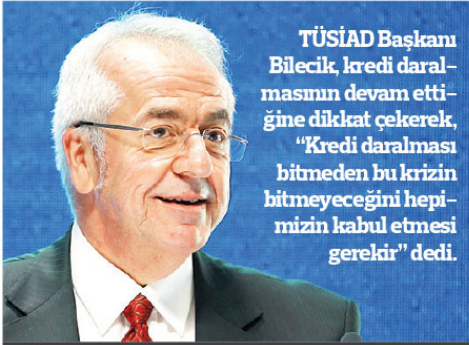 TÜSİAD Başkanı
Bilecik, kredi daral-
masının devam etti-
ğine dikkat çekerek,
“Kredi daralması
bitmeden bu krizin
bitmeyeceğini hepi-
mizin kabul etmesi
gerekir” dedi.